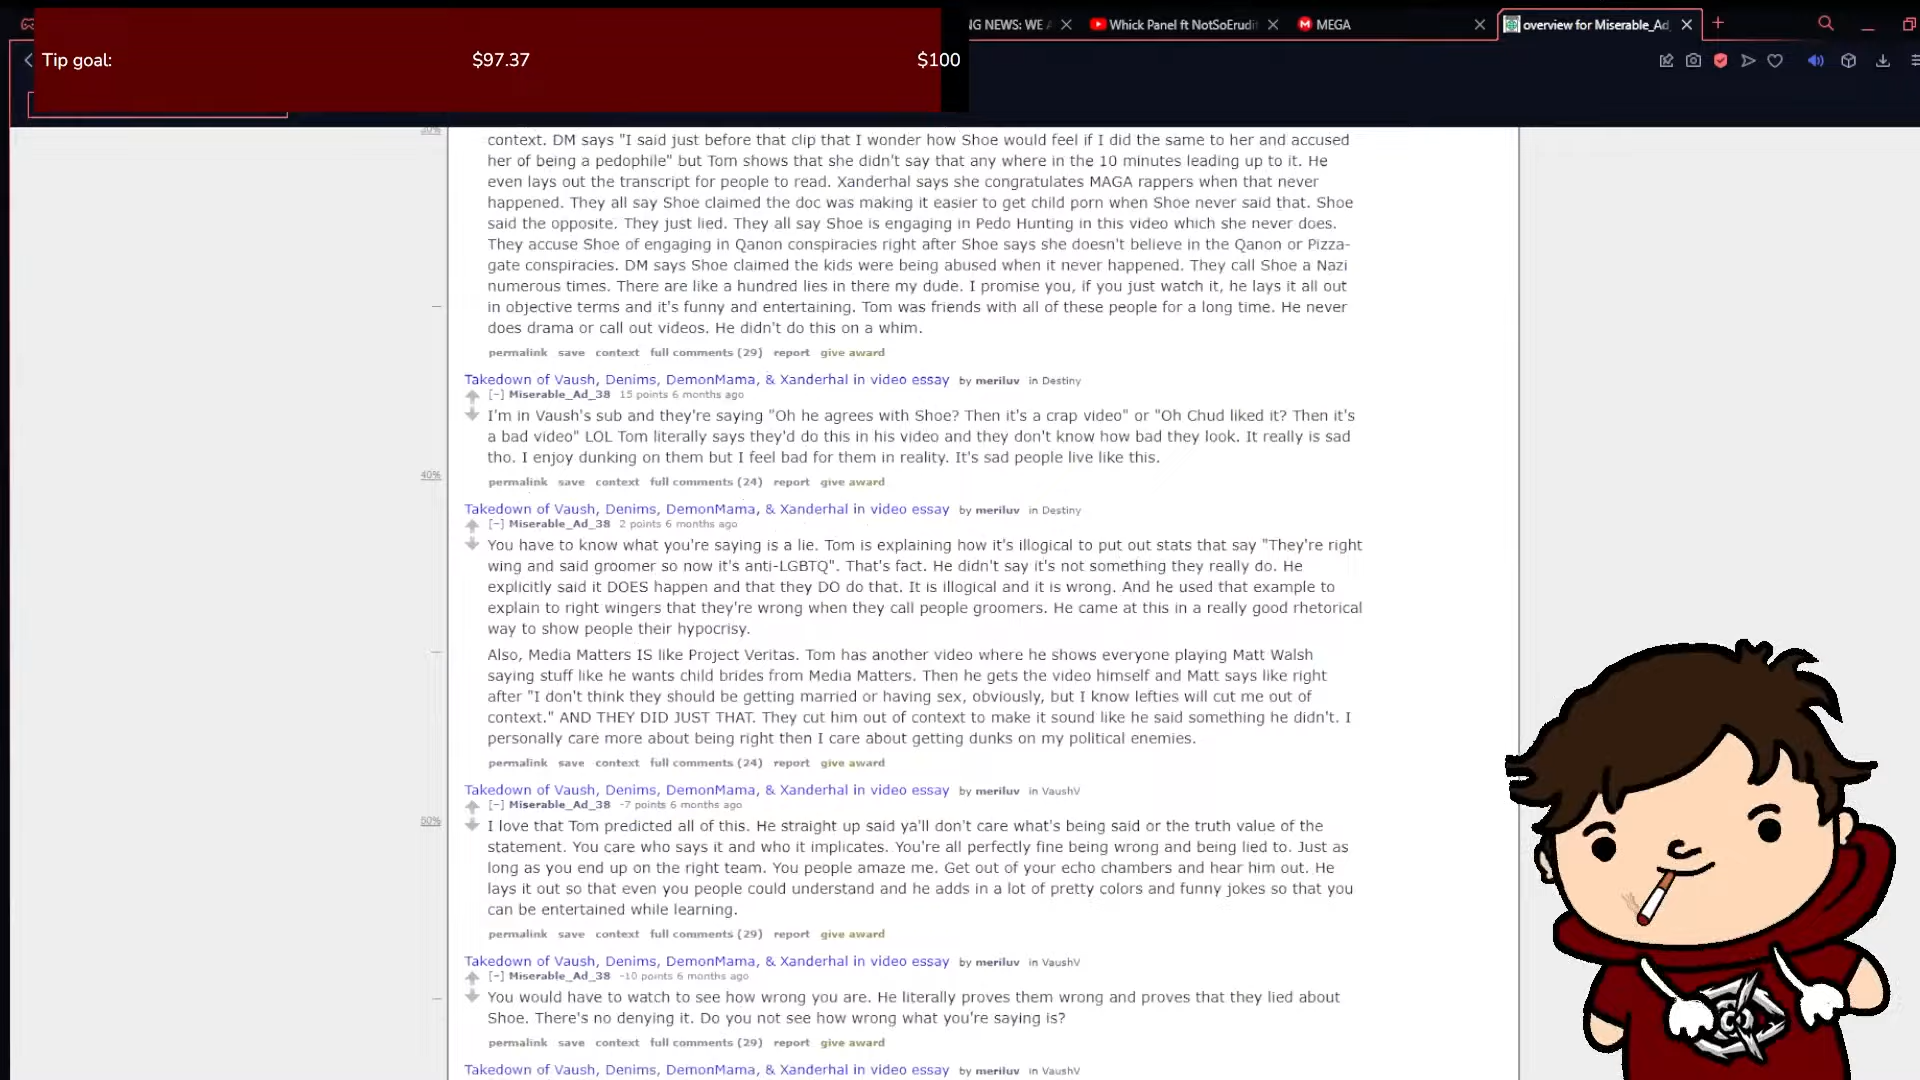 Tip goal: $97.37 $100
NG NEWS: WE A
Whick Panel ft NotSoErudit
MEGA
overview for Miserable_Ad_
30%
context. DM says "I said just before that clip that I wonder how Shoe would feel if I did the same to her and accused
her of being a pedophile" but Tom shows that she didn't say that any where in the 10 minutes leading up to it. He
even lays out the transcript for people to read. Xanderhal says she congratulates MAGA rappers when that never
happened. They all say Shoe claimed the doc was making it easier to get child porn when Shoe never said that. Shoe
said the opposite. They just lied. They all say Shoe is engaging in Pedo Hunting in this video which she never does.
They accuse Shoe of engaging in Qanon conspiracies right after Shoe says she doesn't believe in the Qanon or Pizza-
gate conspiracies. DM says Shoe claimed the kids were being abused when it never happened. They call Shoe a Nazi
numerous times. There are like a hundred lies in there my dude. I promise you, if you just watch it, he lays it all out
in objective terms and it's funny and entertaining. Tom was friends with all of these people for a long time. He never
does drama or call out videos. He didn't do this on a whim.
permalink save context full comments (29) report give award
Takedown of Vaush, Denims, DemonMama, & Xanderhal in video essay by meriluv in Destiny
[-] Miserable_Ad_38 15 points 6 months ago
I'm in Vaush's sub and they're saying "Oh he agrees with Shoe? Then it's a crap video" or "Oh Chud liked it? Then it's
a bad video" LOL Tom literally says they'd do this in his video and they don't know how bad they look. It really is sad
tho. I enjoy dunking on them but I feel bad for them in reality. It's sad people live like this.
40%
permalink save context full comments (24) report give award
Takedown of Vaush, Denims, DemonMama, & Xanderhal in video essay by meriluv in Destiny
[-] Miserable_Ad_38 2 points 6 months ago
You have to know what you're saying is a lie. Tom is explaining how it's illogical to put out stats that say "They're right
wing and said groomer so now it's anti-LGBTQ". That's fact. He didn't say it's not something they really do. He
explicitly said it DOES happen and that they DO do that. It is illogical and it is wrong. And he used that example to
explain to right wingers that they're wrong when they call people groomers. He came at this in a really good rhetorical
way to show people their hypocrisy.
Also, Media Matters IS like Project Veritas. Tom has another video where he shows everyone playing Matt Walsh
saying stuff like he wants child brides from Media Matters. Then he gets the video himself and Matt says like right
after "I don't think they should be getting married or having sex, obviously, but I know lefties will cut me out of
context." AND THEY DID JUST THAT. They cut him out of context to make it sound like he said something he didn't. I
personally care more about being right then I care about getting dunks on my political enemies.
permalink save context full comments (24) report give award
Takedown of Vaush, Denims, DemonMama, & Xanderhal in video essay by meriluv in VaushV
[-] Miserable_Ad_38 -7 points 6 months ago
50%
I love that Tom predicted all of this. He straight up said ya'll don't care what's being said or the truth value of the
statement. You care who says it and who it implicates. You're all perfectly fine being wrong and being lied to. Just as
long as you end up on the right team. You people amaze me. Get out of your echo chambers and hear him out. He
lays it out so that even you people could understand and he adds in a lot of pretty colors and funny jokes so that you
can be entertained while learning.
permalink save context full comments (29) report give award
Takedown of Vaush, Denims, DemonMama, & Xanderhal in video essay by meriluv in VaushV
[-] Miserable_Ad_38 -10 points 6 months ago
You would have to watch to see how wrong you are. He literally proves them wrong and proves that they lied about
Shoe. There's no denying it. Do you not see how wrong what you're saying is?
permalink save context full comments (29) report give award
Takedown of Vaush, Denims, DemonMama, & Xanderhal in video essay by meriluv in VaushV